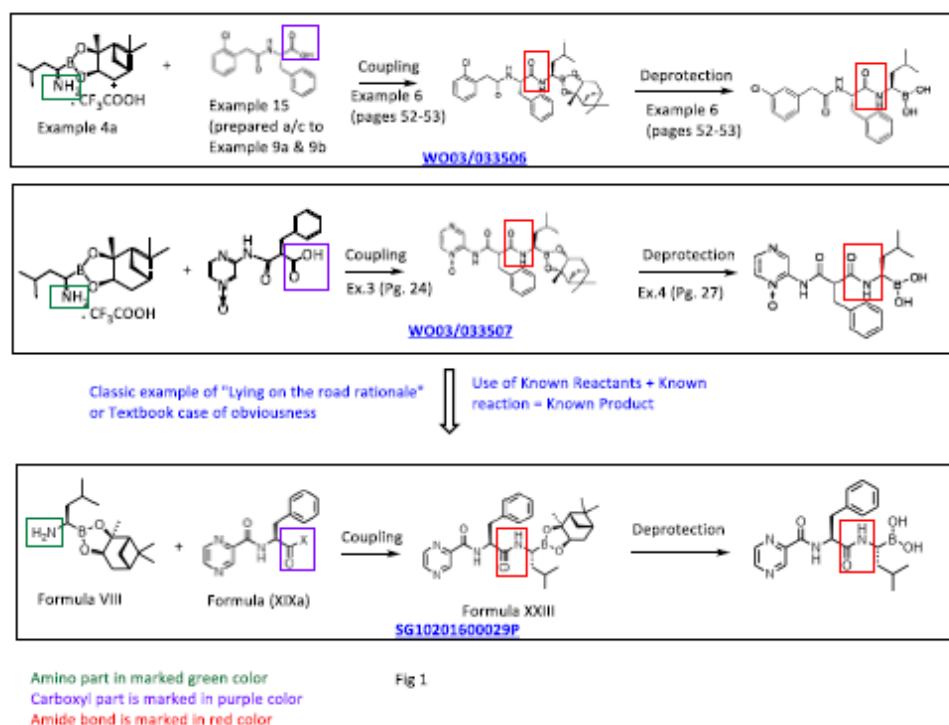 NH₂
. CF₃COOH
Example 4a
+
Example 15
(prepared a/c to
Example 9a & 9b
Coupling
Example 6
(pages 52-53)
Deprotection
Example 6
(pages 52-53)
WO03/033506
NH₂
. CF₃COOH
+
Coupling
Ex.3 (Pg. 24)
Deprotection
Ex.4 (Pg. 27)
WO03/033507
Classic example of "Lying on the road rationale"
or Textbook case of obviousness
Use of Known Reactants + Known
reaction = Known Product
H₂N
Formula VIII
+
Formula (XIXa)
Coupling
Formula XXIII
Deprotection
SG10201600029P
Amino part in marked green color
Carboxyl part is marked in purple color
Amide bond is marked in red color
Fig 1